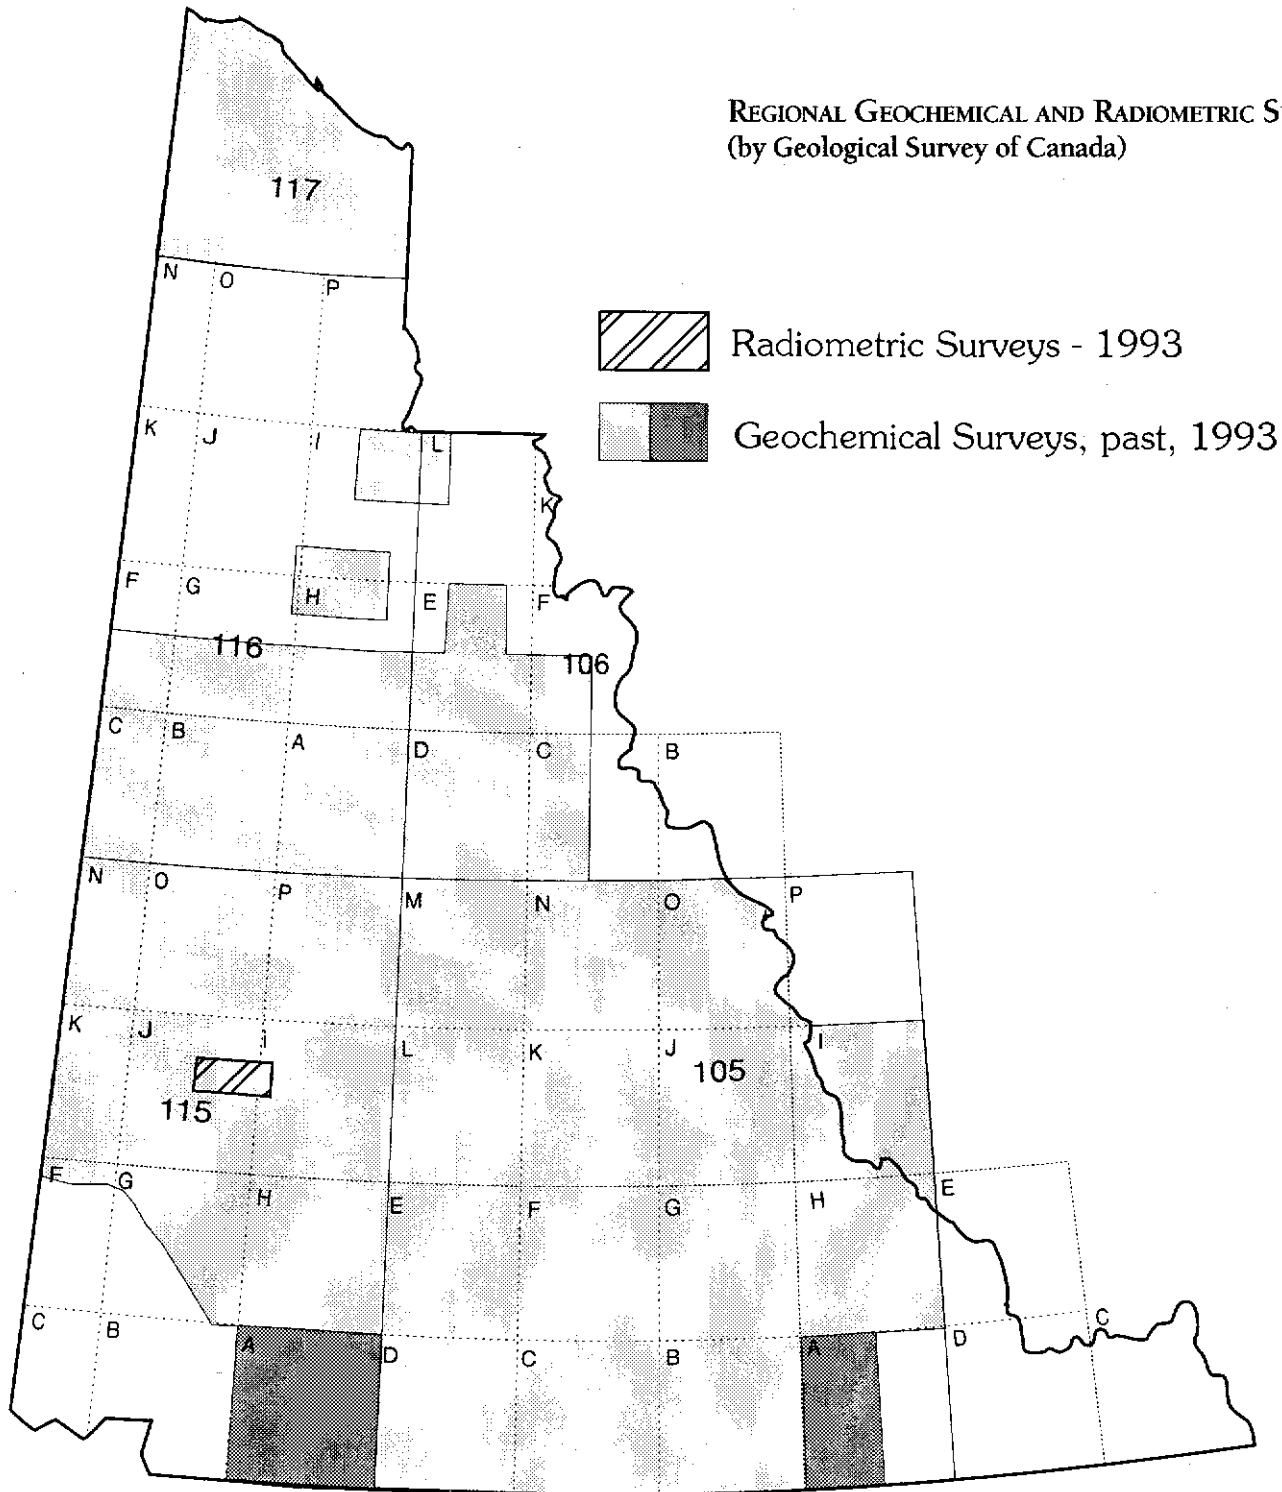 REGIONAL GEOCHEMICAL AND RADIOMETRIC
(by Geological Survey of Canada)
117
N O P
Radiometric Surveys - 1993
Geochemical Surveys, past, 1993
K J I L
K
F G H E F
116 106
C B A D C B
N O P M N O P
K J I L K J 105 I
115
F G H E F G H E
C B A D C B A D C